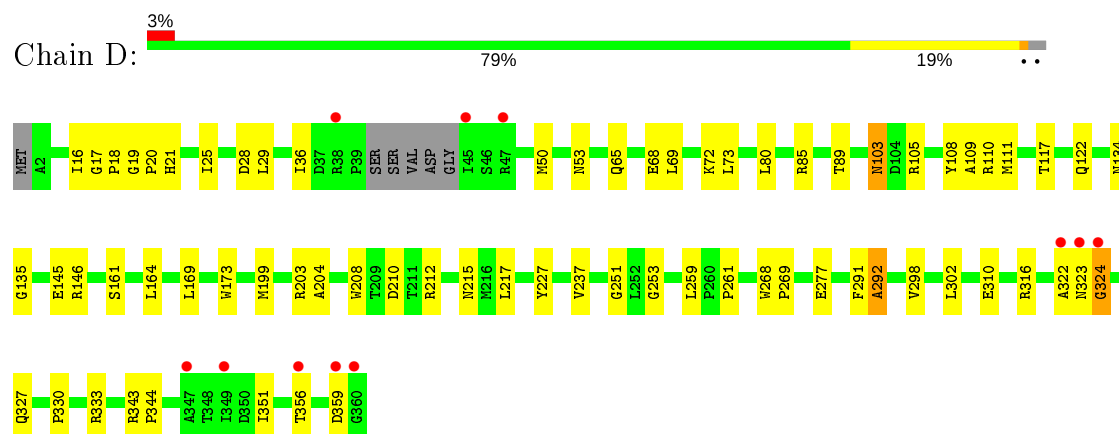 3%
Chain D:
79% 19% • •
MET A2 I16 G17 P18 G19 P20 H21 I25 D28 L29 I36 D37 R38 P39 SER SER VAL ASP GLY I45 S46 R47 M50 N53 Q65 E68 L69 K72 L73 L80 R85 T89 N103 D104 R105 Y108 A109 R110 M111 T117 Q122 N134
G135 E145 R146 S161 L164 L169 W173 M199 R203 A204 W208 T209 D210 T211 R212 N215 M216 L217 Y227 V237 G251 L252 G253 L259 P260 P261 W268 P269 E277 F291 A292 V298 L302 E310 R316 A322 N323 G324
Q327 P330 R333 R343 P344 A347 T348 I349 D350 I351 T356 D359 G360